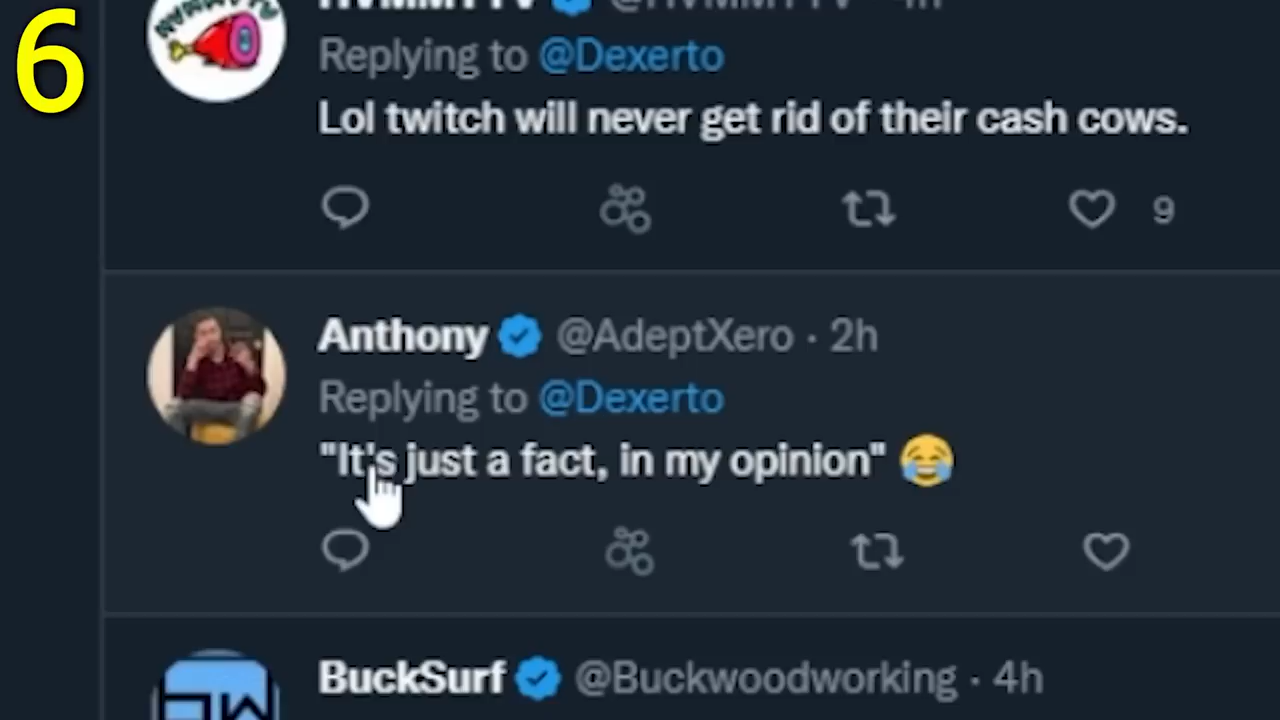 6
Replying to @Dexerto
Lol twitch will never get rid of their cash cows.
9
Anthony @AdeptXero · 2h
Replying to @Dexerto
"It's just a fact, in my opinion" 😂
BuckSurf @Buckwoodworking · 4h